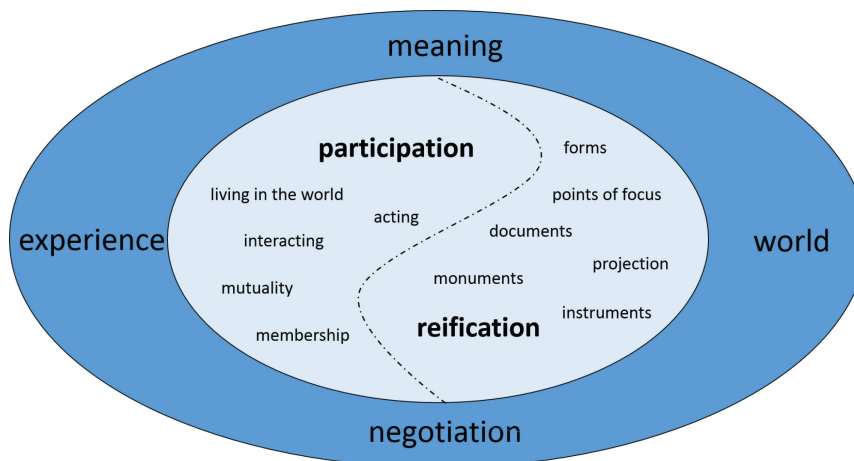 meaning
participation
forms
living in the world
points of focus
acting
documents
experience
interacting
world
projection
monuments
mutuality
instruments
reification
membership
negotiation